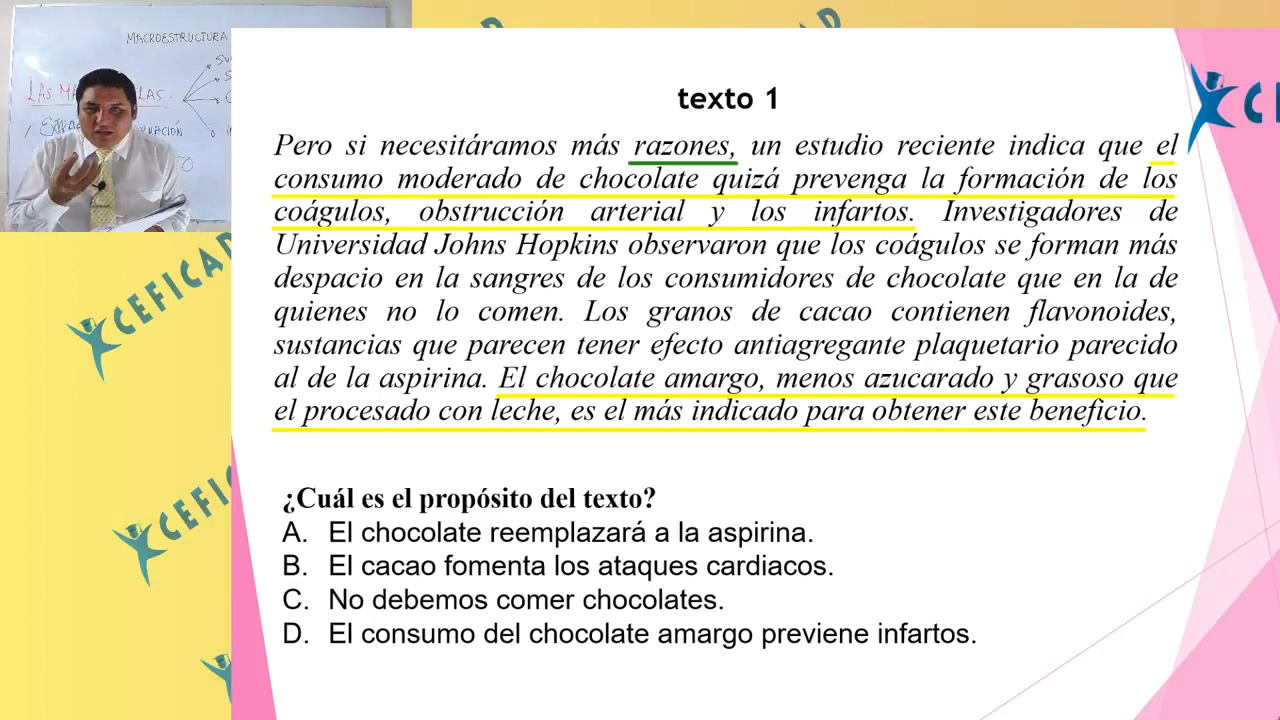 MACROESTRUCTURA
texto 1
Pero si necesitáramos más razones, un estudio reciente indica que el
consumo moderado de chocolate quizá prevenga la formación de los
coágulos, obstrucción arterial y los infartos. Investigadores de
Universidad Johns Hopkins observaron que los coágulos se forman más
despacio en la sangres de los consumidores de chocolate que en la de
quienes no lo comen. Los granos de cacao contienen flavonoides,
sustancias que parecen tener efecto antiagregante plaquetario parecido
al de la aspirina. El chocolate amargo, menos azucarado y grasoso que
el procesado con leche, es el más indicado para obtener este beneficio.
¿Cuál es el propósito del texto?
A. El chocolate reemplazará a la aspirina.
B. El cacao fomenta los ataques cardiacos.
C. No debemos comer chocolates.
D. El consumo del chocolate amargo previene infartos.
CEFICAD
CEFI
CE